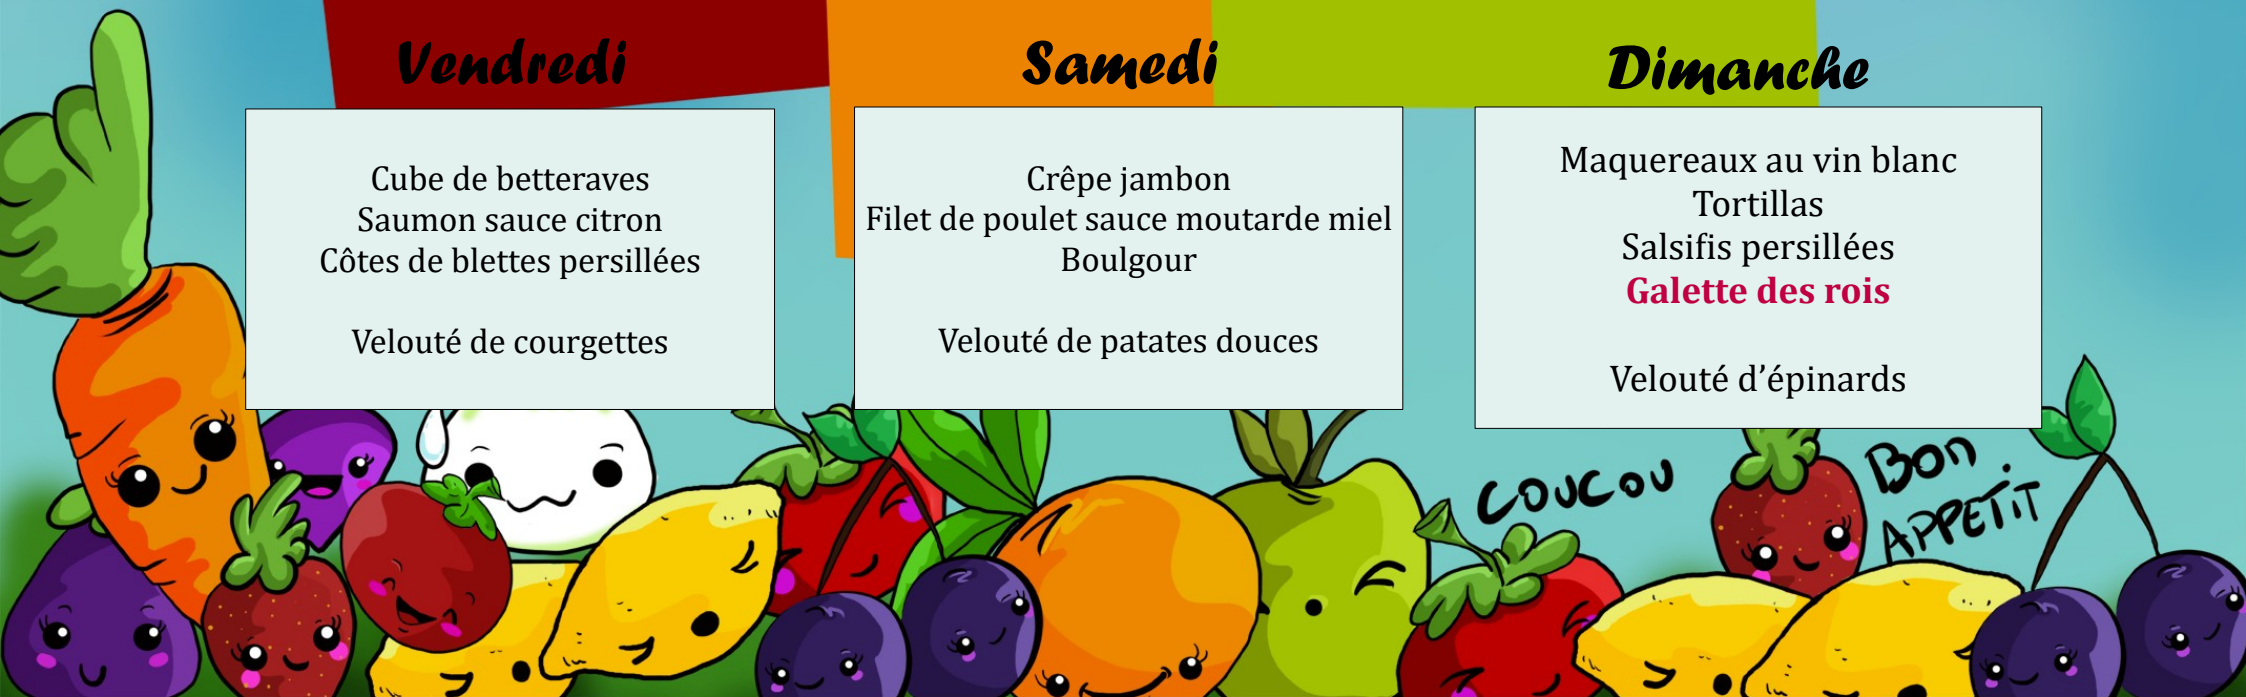 Vendredi
Cube de betteraves
Saumon sauce citron
Côtes de blettes persillées
Velouté de courgettes
Samedi
Crêpe jambon
Filet de poulet sauce moutarde miel
Boulgour
Velouté de patates douces
Dimanche
Maquereaux au vin blanc
Tortillas
Salsifis persillées
Galette des rois
Velouté d’épinards
COUCOU
BON
APPETIT